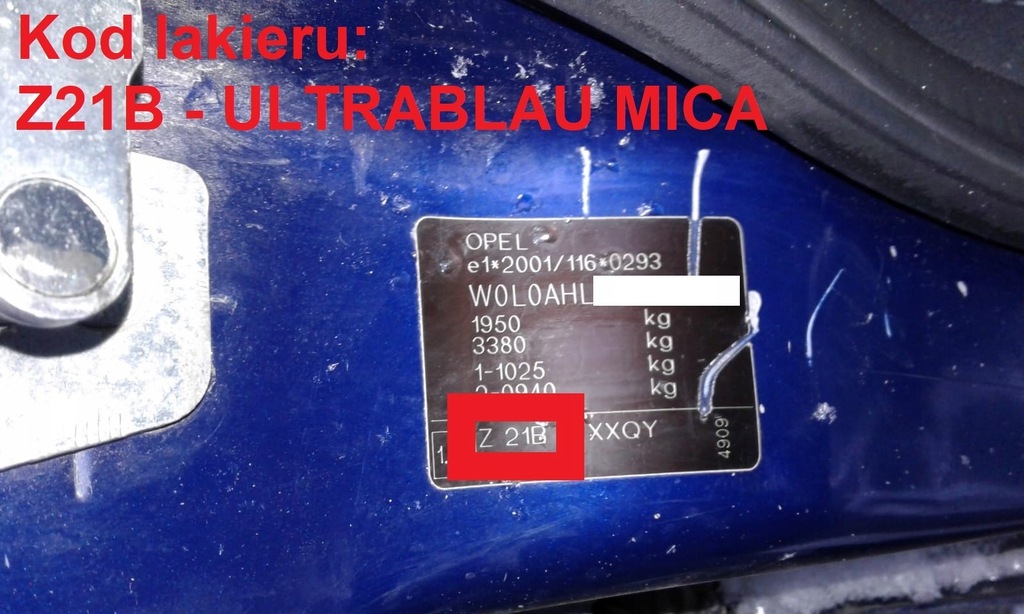 Kod lakieru:
Z21B - ULTRABLAU MICA
OPEL
e1*2001/116*0293
W0L0AHL
1950 kg
3380 kg
1-1025 kg
2-0940 kg
Z 21B XXQY
4909